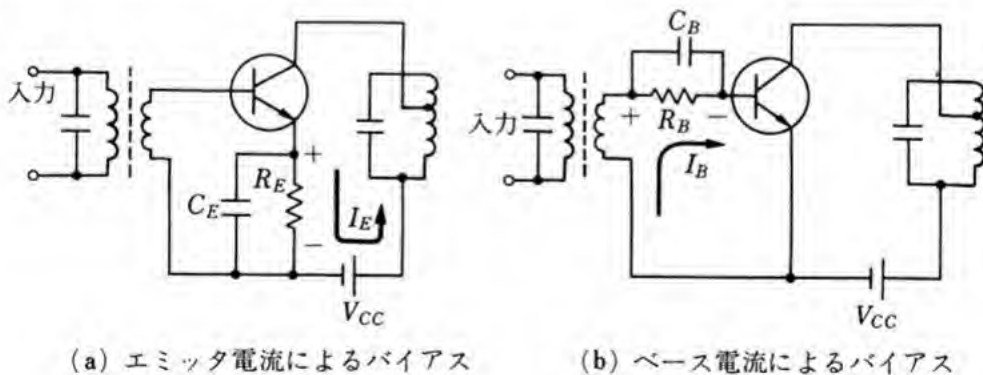 入力
C_E
R_E
+
−
I_E
V_CC
(a) エミッタ電流によるバイアス
入力
C_B
+
R_B
−
I_B
V_CC
(b) ベース電流によるバイアス